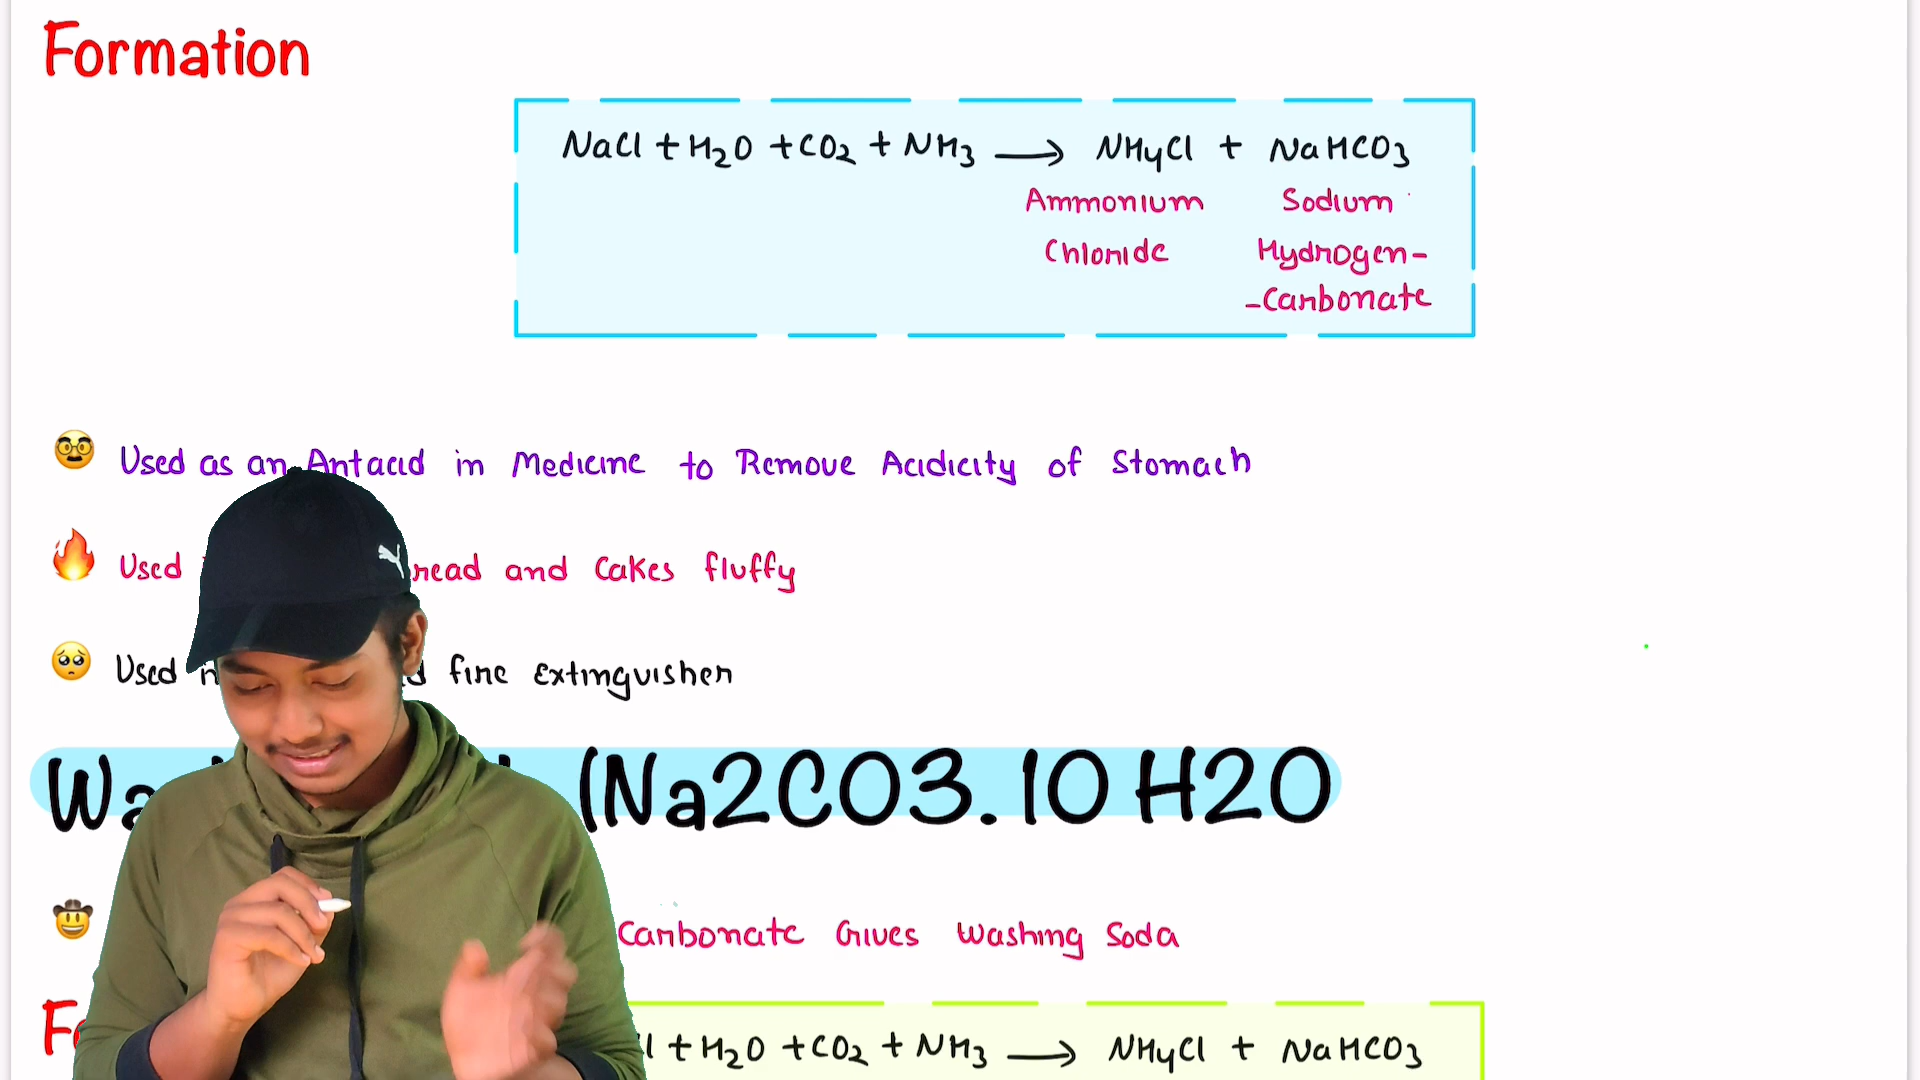 Formation
NaCl + H2O + CO2 + NH3 → NH4Cl + NaHCO3
Ammonium Sodium
Chloride Hydrogen-
-Carbonate
Used as an Antacid in Medicine to Remove Acidicity of Stomach
Used read and Cakes fluffy
Used fire Extinguisher
(Na2CO3.10 H2O
Carbonate Gives Washing Soda
l + H2O + CO2 + NH3 → NH4Cl + NaHCO3